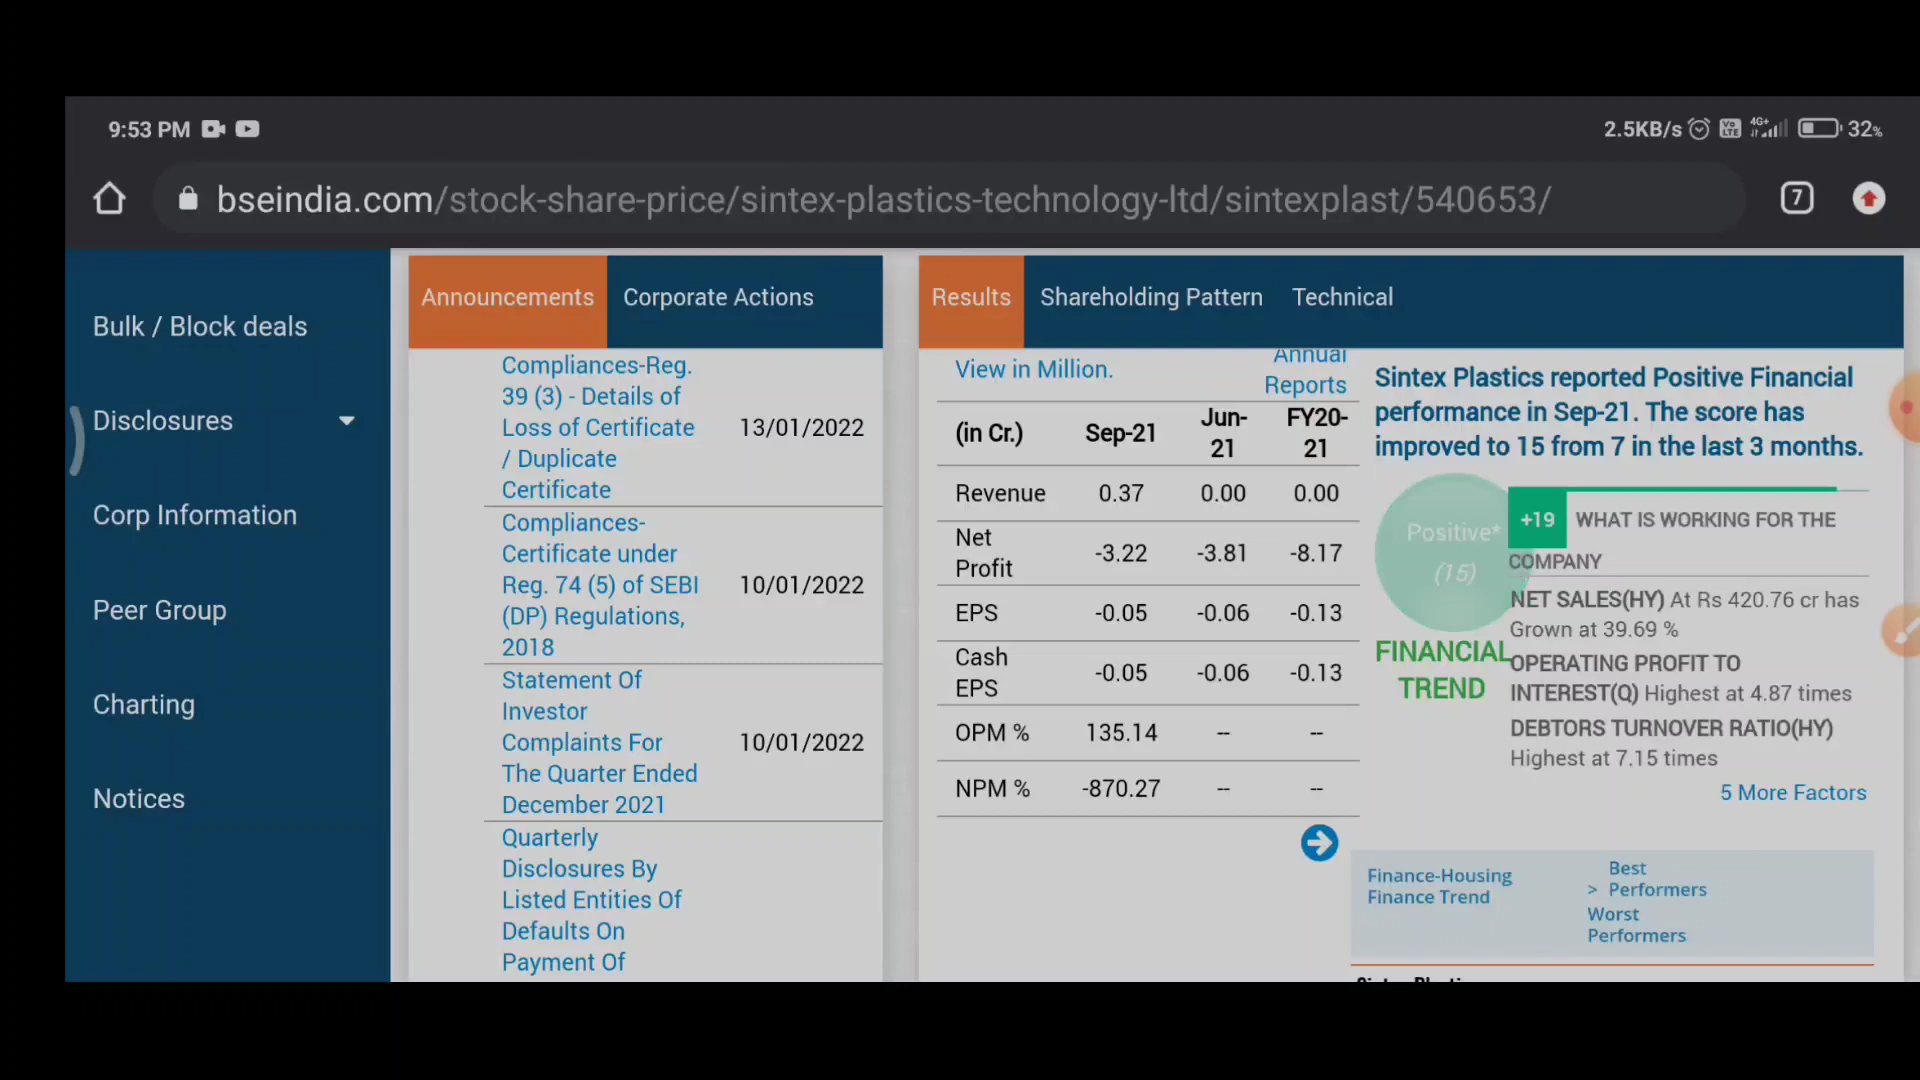 9:53 PM
2.5KB/s
Vo LTE
4G+
32%
bseindia.com/stock-share-price/sintex-plastics-technology-ltd/sintexplast/540653/
7
Bulk / Block deals
Disclosures
Corp Information
Peer Group
Charting
Notices
Announcements
Corporate Actions
Compliances-Reg.
39 (3) - Details of
Loss of Certificate
/ Duplicate
Certificate
13/01/2022
Compliances-
Certificate under
Reg. 74 (5) of SEBI
(DP) Regulations,
2018
10/01/2022
Statement Of
Investor
Complaints For
The Quarter Ended
December 2021
10/01/2022
Quarterly
Disclosures By
Listed Entities Of
Defaults On
Payment Of
Results
Shareholding Pattern
Technical
View in Million.
Annual
Reports
(in Cr.) Sep-21 Jun-21 FY20-21
Revenue 0.37 0.00 0.00
Net Profit -3.22 -3.81 -8.17
EPS -0.05 -0.06 -0.13
Cash EPS -0.05 -0.06 -0.13
OPM % 135.14 -- --
NPM % -870.27 -- --
Sintex Plastics reported Positive Financial
performance in Sep-21. The score has
improved to 15 from 7 in the last 3 months.
Positive*
(15)
FINANCIAL
TREND
+19 WHAT IS WORKING FOR THE
COMPANY
NET SALES(HY) At Rs 420.76 cr has
Grown at 39.69 %
OPERATING PROFIT TO
INTEREST(Q) Highest at 4.87 times
DEBTORS TURNOVER RATIO(HY)
Highest at 7.15 times
5 More Factors
Finance-Housing
Finance Trend
Best
> Performers
Worst
Performers